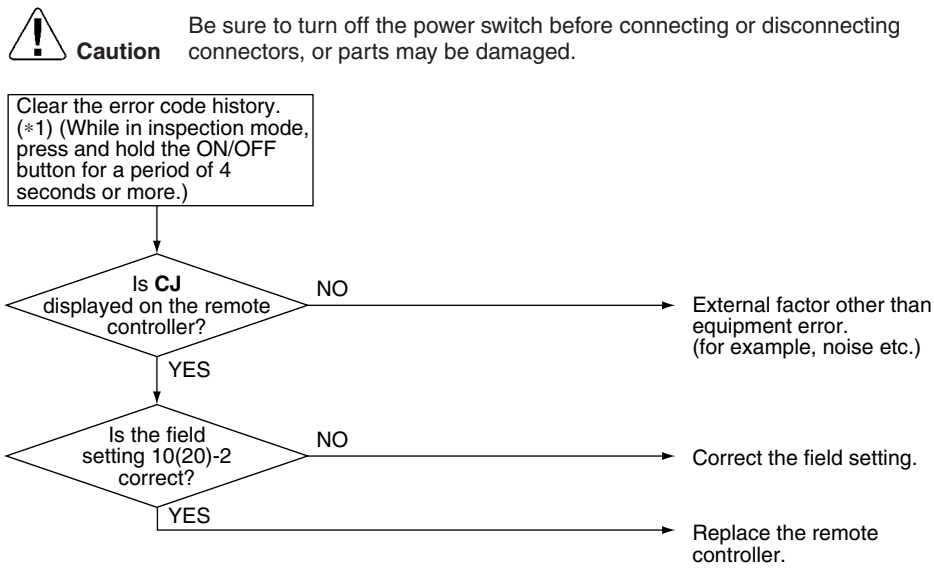 Caution
Be sure to turn off the power switch before connecting or disconnecting
connectors, or parts may be damaged.
Clear the error code history.
(∗1) (While in inspection mode,
press and hold the ON/OFF
button for a period of 4
seconds or more.)
Is CJ
displayed on the remote
controller?
NO
External factor other than
equipment error.
(for example, noise etc.)
YES
Is the field
setting 10(20)-2
correct?
NO
Correct the field setting.
YES
Replace the remote
controller.